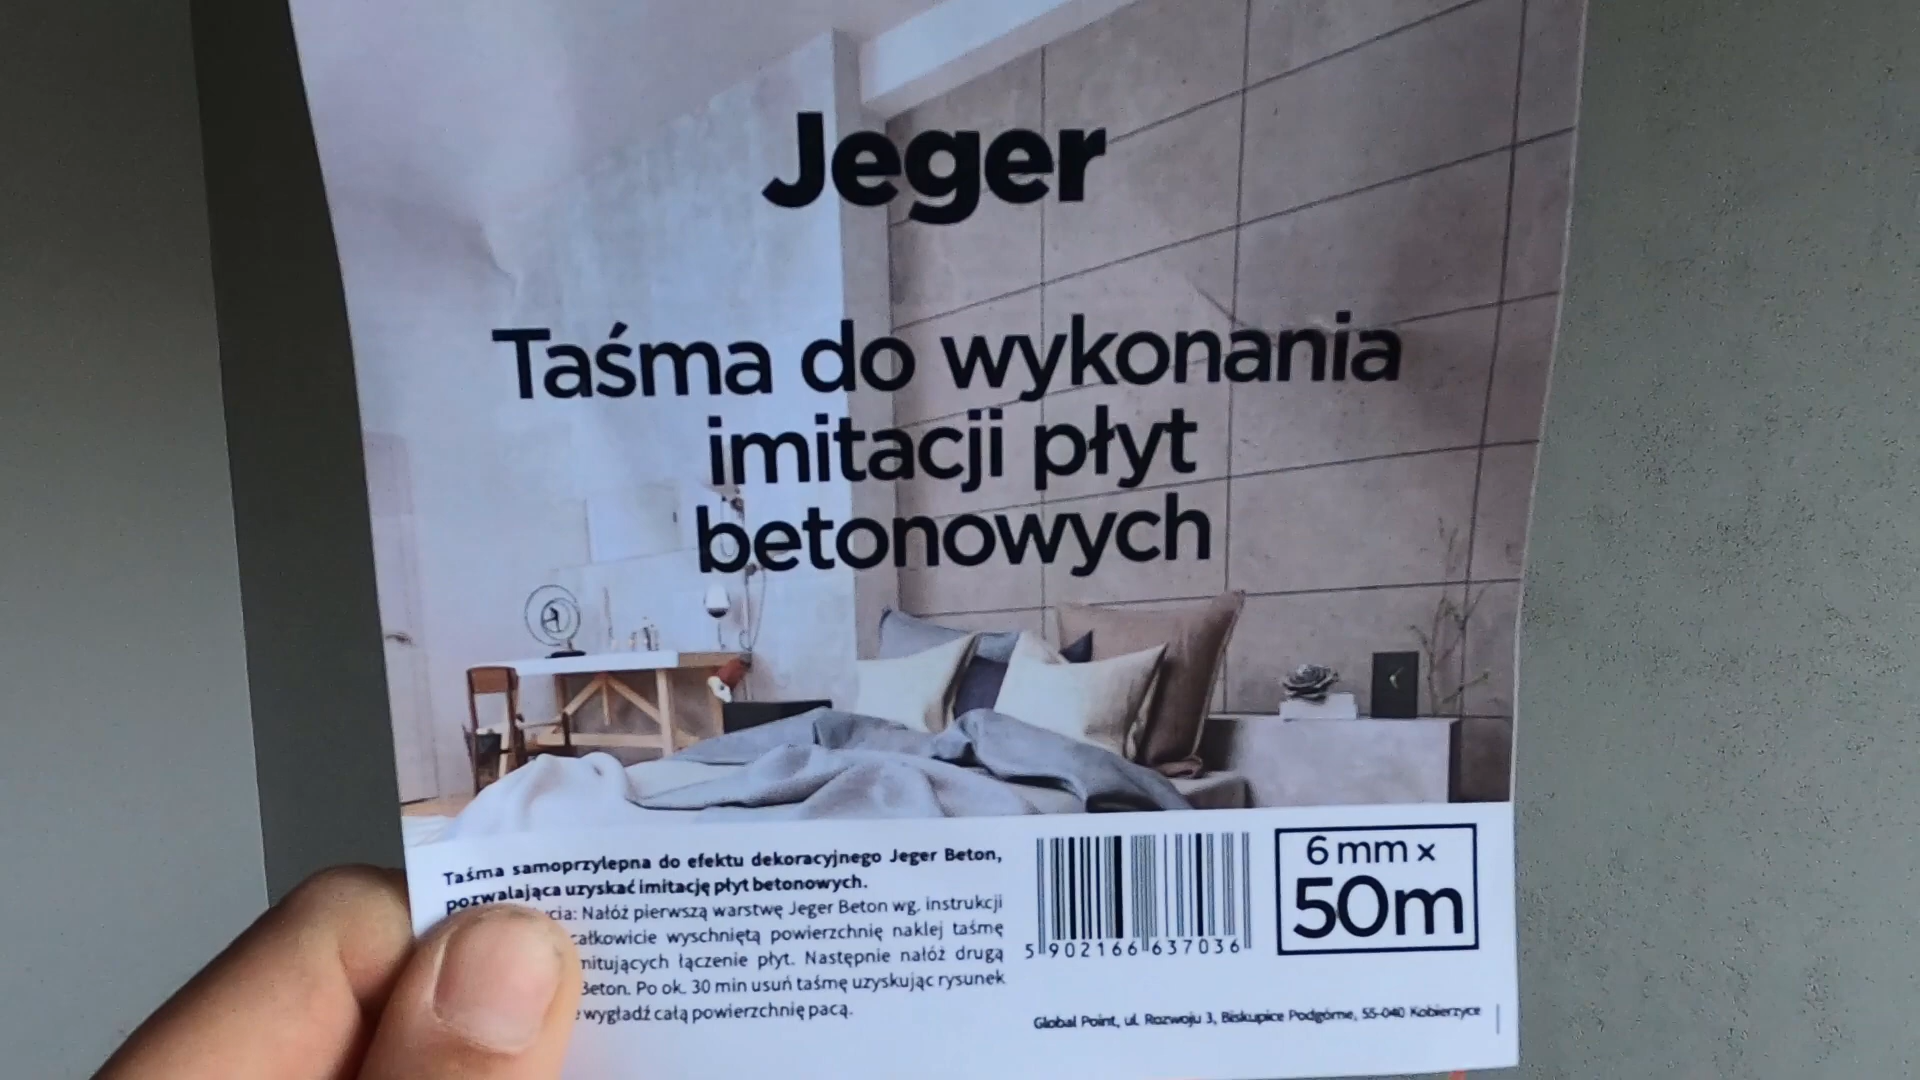 Jeger
Taśma do wykonania
imitacji płyt
betonowych
Taśma samoprzylepna do efektu dekoracyjnego Jeger Beton,
pozwalająca uzyskać imitację płyt betonowych.
Nałóż pierwszą warstwę Jeger Beton wg. instrukcji
wyschniętą powierzchnię naklej taśmę
łączenie płyt. Następnie nałóż drugą
Beton. Po ok. 30 min usuń taśmę uzyskując rysunek
wygładź całą powierzchnię pacą.
5 902166 637036
6 mm x
50m
Global Point, ul. Rozwoju 3, Biskupice Podgórne, 55-040 Kobierzyce